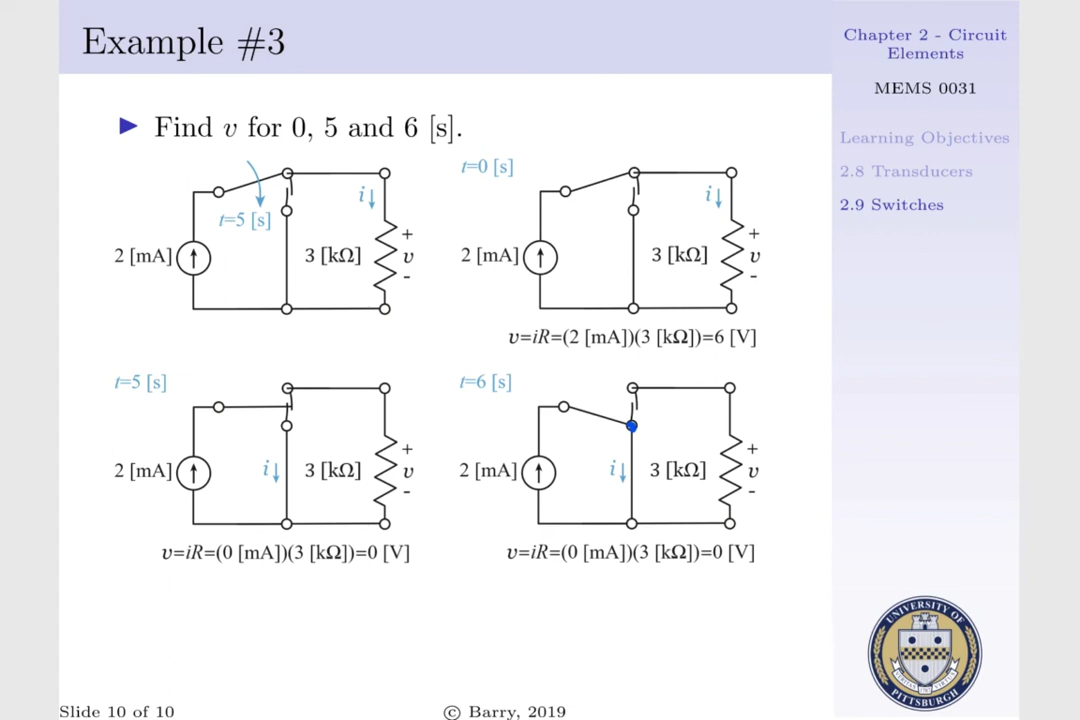 Example #3
Chapter 2 - Circuit
Elements
MEMS 0031
Learning Objectives
2.8 Transducers
2.9 Switches
▶ Find v for 0, 5 and 6 [s].
t=5 [s]
i↓
2 [mA]
3 [kΩ]
+
v
-
t=0 [s]
i↓
2 [mA]
3 [kΩ]
+
v
-
v=iR=(2 [mA])(3 [kΩ])=6 [V]
t=5 [s]
2 [mA]
i↓
3 [kΩ]
+
v
-
v=iR=(0 [mA])(3 [kΩ])=0 [V]
t=6 [s]
2 [mA]
i↓
3 [kΩ]
+
v
-
v=iR=(0 [mA])(3 [kΩ])=0 [V]
UNIVERSITY OF
PITTSBURGH
Slide 10 of 10
© Barry, 2019